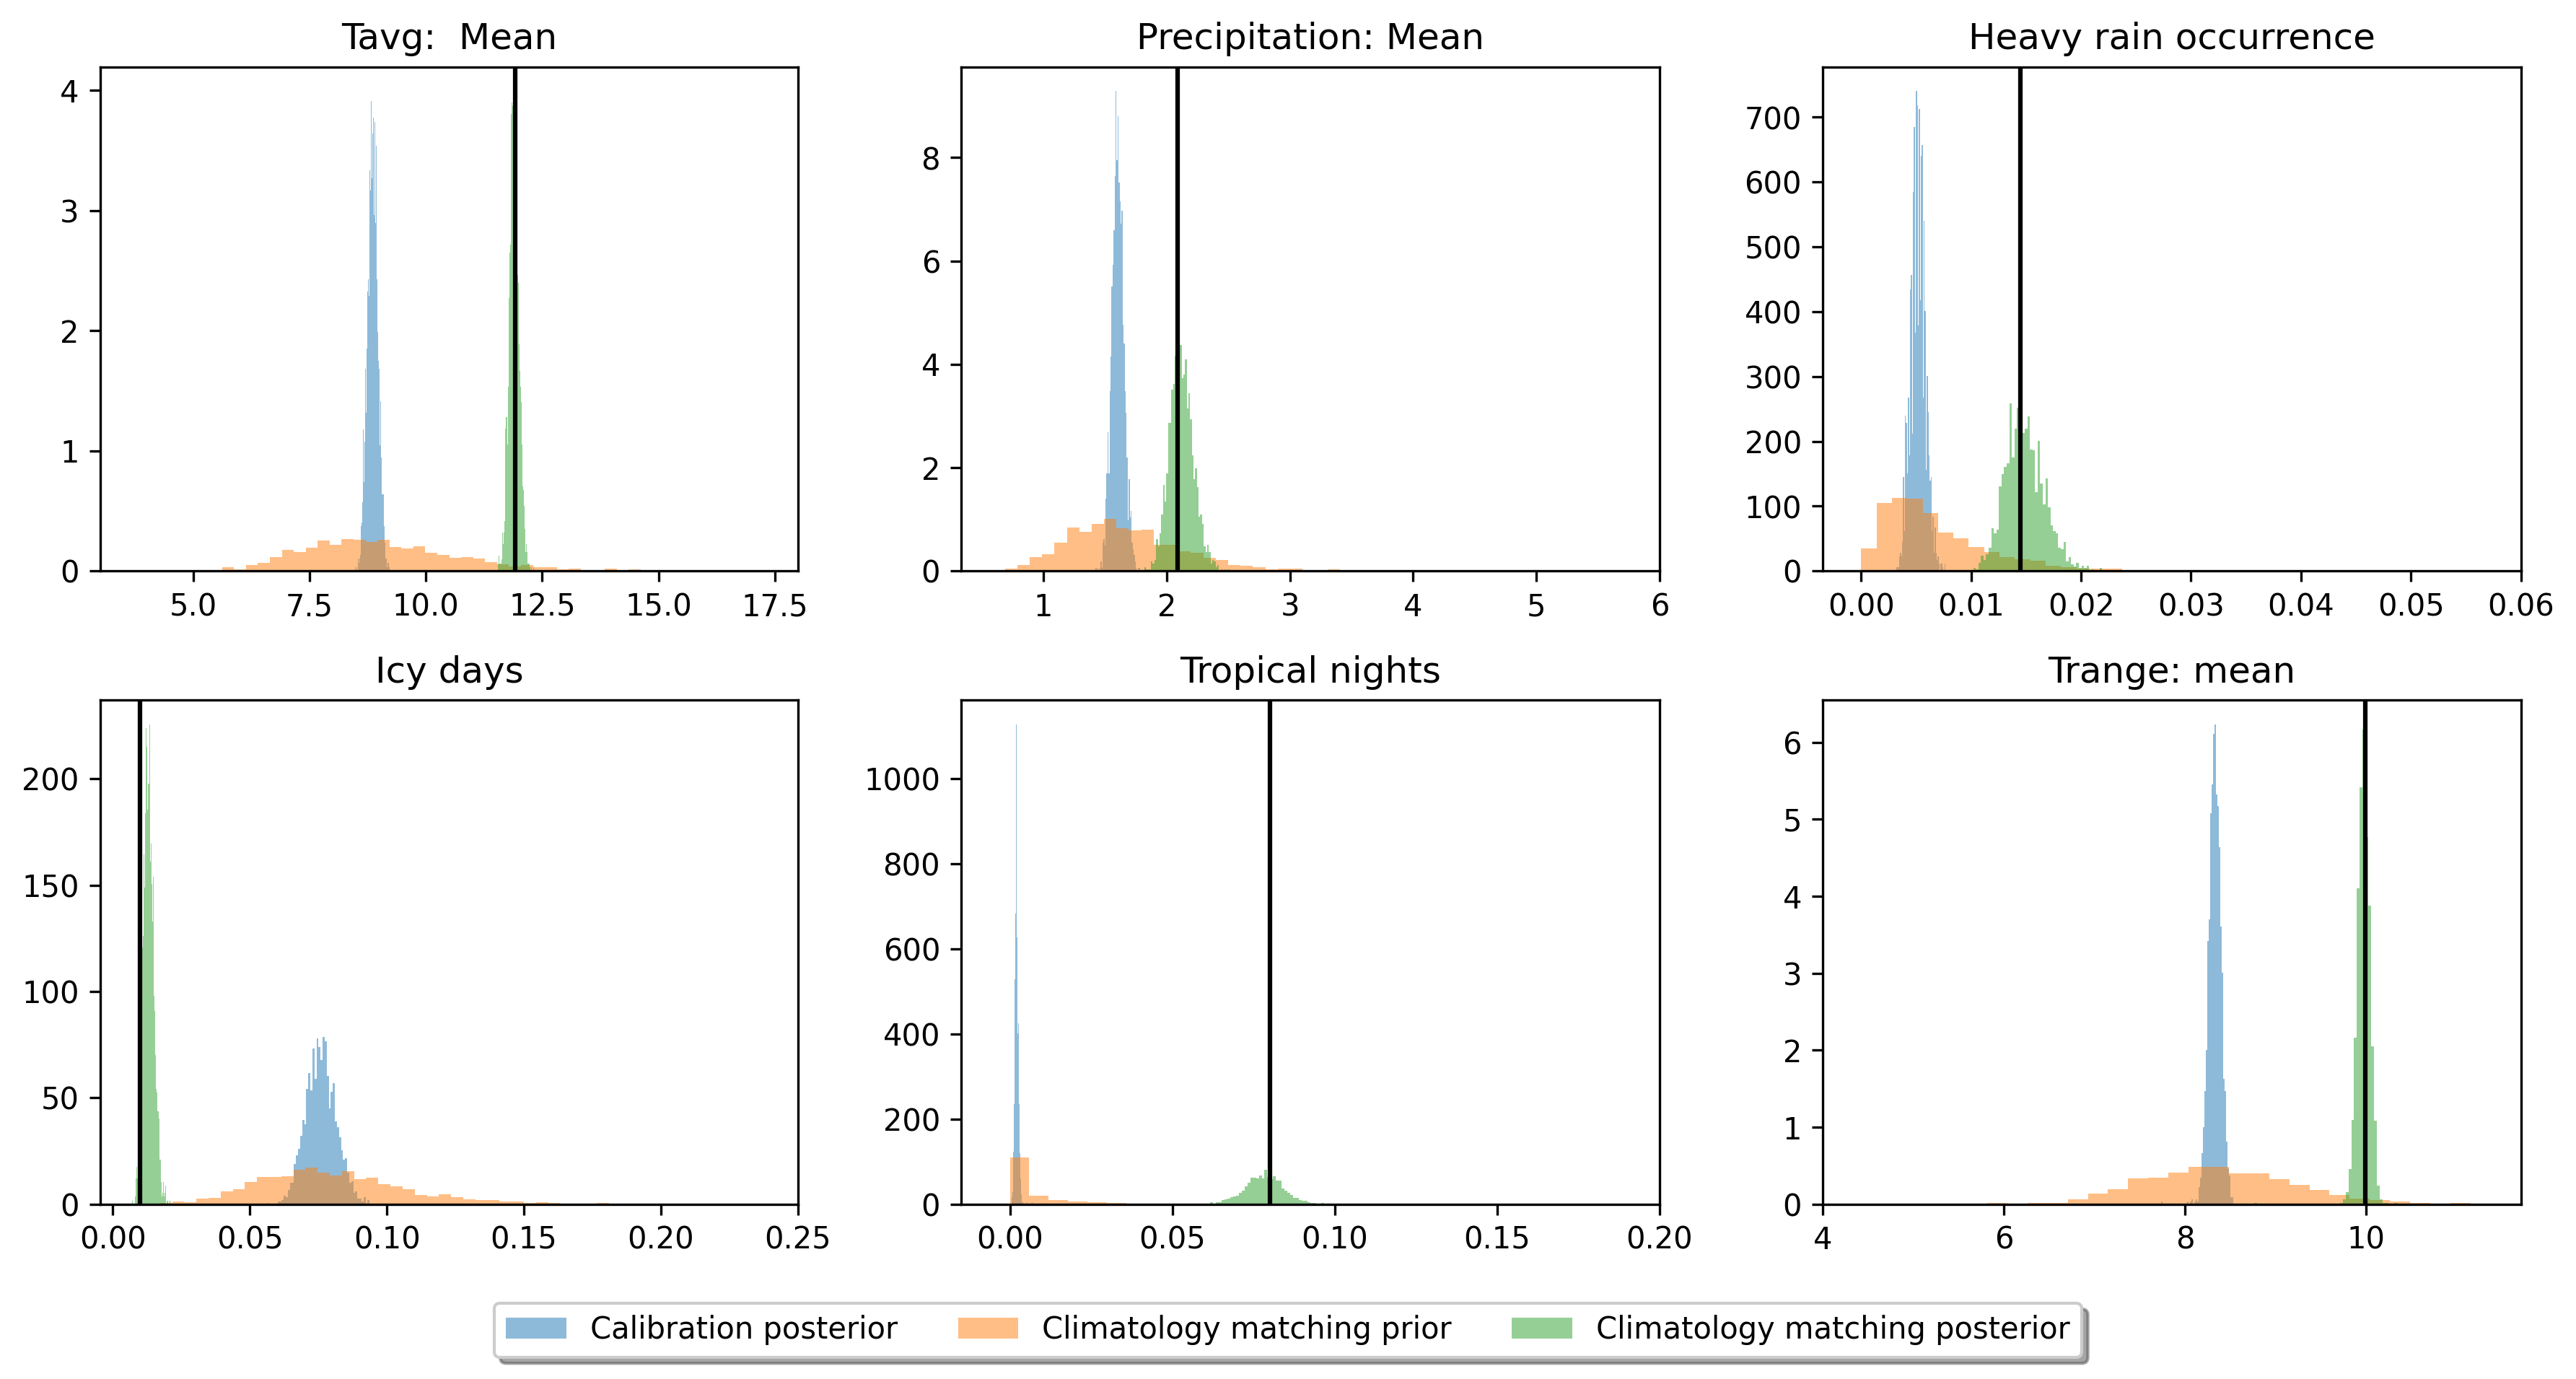 Tavg:  Mean
4
3
2
1
0
5.0 7.5 10.0 12.5 15.0 17.5
Precipitation: Mean
8
6
4
2
0
1 2 3 4 5 6
Heavy rain occurrence
700
600
500
400
300
200
100
0
0.00 0.01 0.02 0.03 0.04 0.05 0.06
Icy days
200
150
100
50
0
0.00 0.05 0.10 0.15 0.20 0.25
Tropical nights
1000
800
600
400
200
0
0.00 0.05 0.10 0.15 0.20
Trange: mean
6
5
4
3
2
1
0
4 6 8 10
Calibration posterior Climatology matching prior Climatology matching posterior